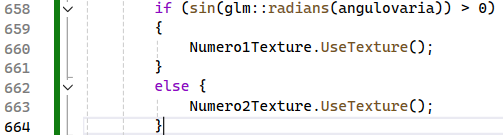 658 if (sin(glm::radians(angulovaria)) > 0)
659 {
660 Numero1Texture.UseTexture();
661 }
662 else {
663 Numero2Texture.UseTexture();
664 }